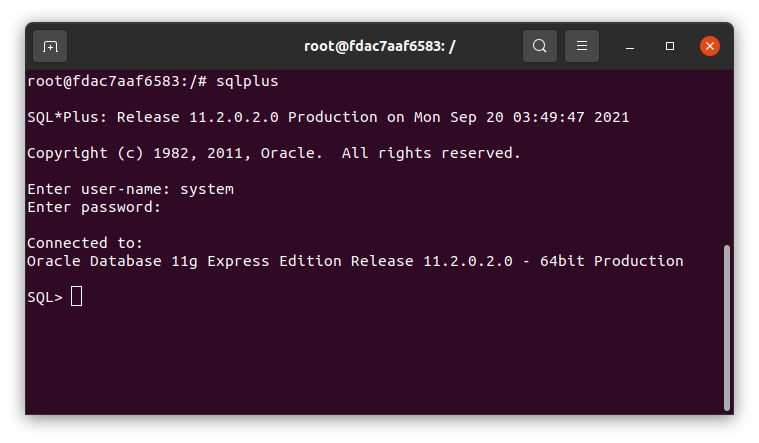 root@fdac7aaf6583: /
root@fdac7aaf6583:/# sqlplus
SQL*Plus: Release 11.2.0.2.0 Production on Mon Sep 20 03:49:47 2021
Copyright (c) 1982, 2011, Oracle.  All rights reserved.
Enter user-name: system
Enter password:
Connected to:
Oracle Database 11g Express Edition Release 11.2.0.2.0 - 64bit Production
SQL>